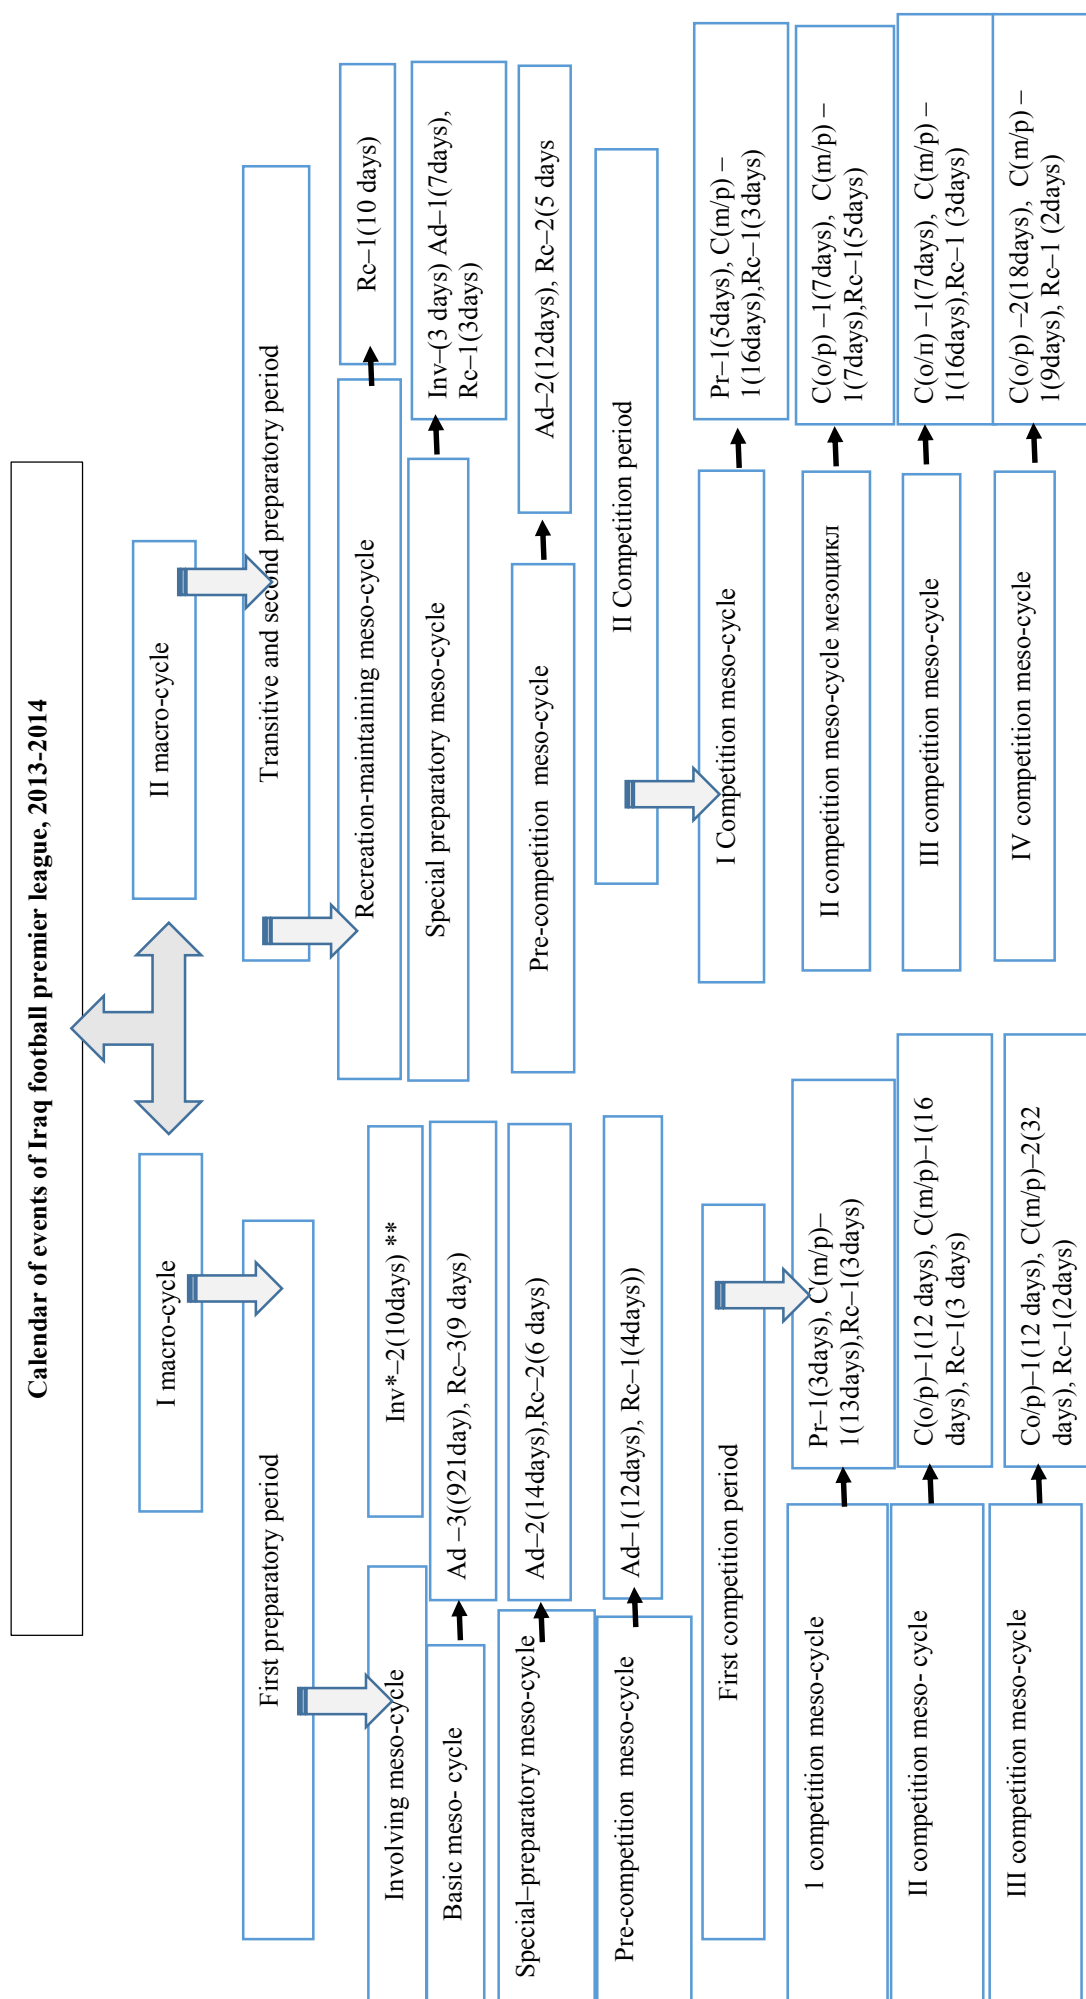 Calendar of events of Iraq football premier league, 2013-2014
I macro-cycle
First preparatory period
Involving meso-cycle
Inv*–2(10days) **
Basic meso- cycle
Ad –3((921day), Rc–3(9 days)
Special–preparatory meso-cycle
Ad–2(14days),Rc–2(6 days)
Pre-competition  meso-cycle
Ad–1(12days), Rc–1(4days))
First competition period
1 competition meso-cycle
Pr–1(3days), C(m/p)–
1(13days),Rc–1(3days)
II competition meso- cycle
C(o/p)–1(12 days), C(m/p)–1(16
days), Rc–1(3 days)
III competition meso-cycle
Co/p)–1(12 days), C(m/p)–2(32
days), Rc–1(2days)
II macro-cycle
Transitive and second preparatory period
Recreation-maintaining meso-cycle
Rc–1(10 days)
Special preparatory meso-cycle
Inv–(3 days) Ad–1(7days),
Rc–1(3days)
Pre-competition  meso-cycle
Ad–2(12days), Rc–2(5 days
II Competition period
I Competition meso-cycle
Pr–1(5days), C(m/p) –
1(16days),Rc–1(3days)
II competition meso-cycle мезоцикл
C(o/p) –1(7days),  C(m/p) –
1(7days),Rc–1(5days)
III competition meso-cycle
C(o/п) –1(7days),  C(m/p) –
1(16days),Rc–1 (3days)
IV competition meso-cycle
C(o/p) –2(18days),  C(m/p) –
1(9days), Rc–1 (2days)